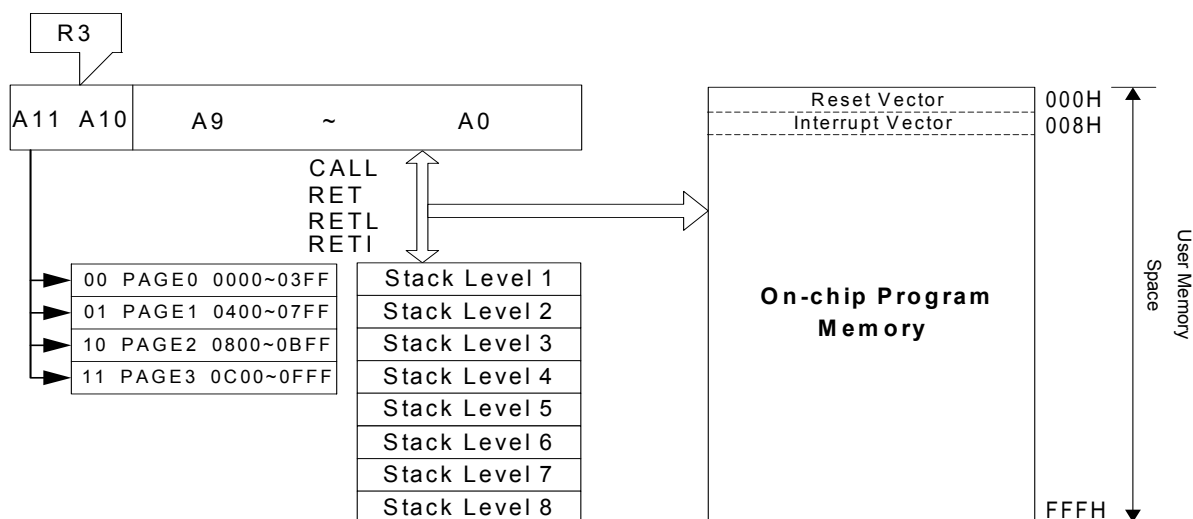 R3
A11 A10 A9 ~ A0
CALL
RET
RETL
RETI
00 PAGE0 0000~03FF
01 PAGE1 0400~07FF
10 PAGE2 0800~0BFF
11 PAGE3 0C00~0FFF
Stack Level 1
Stack Level 2
Stack Level 3
Stack Level 4
Stack Level 5
Stack Level 6
Stack Level 7
Stack Level 8
Reset Vector
Interrupt Vector
On-chip Program
Memory
000H
008H
FFFH
User Memory
Space